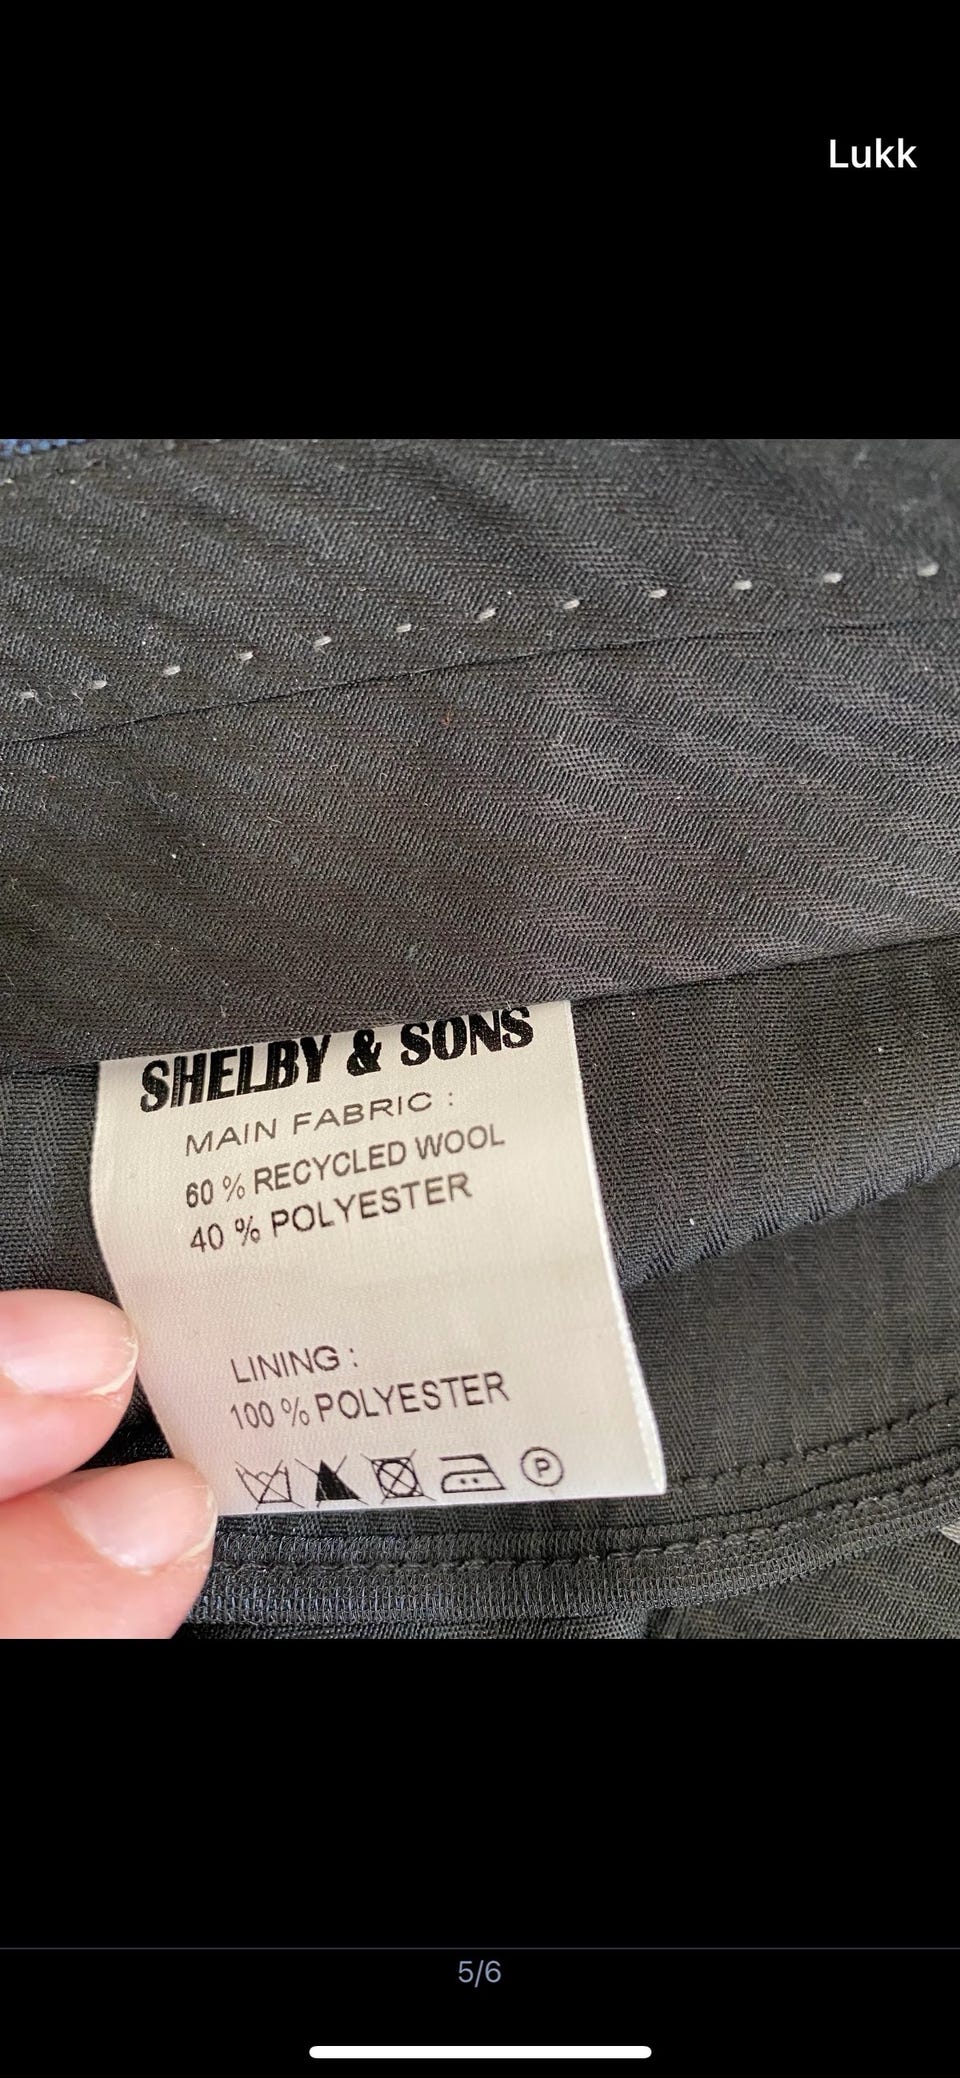 Lukk
SHELBY & SONS
MAIN FABRIC :
60 % RECYCLED WOOL
40 % POLYESTER
LINING :
100 % POLYESTER
P
5/6